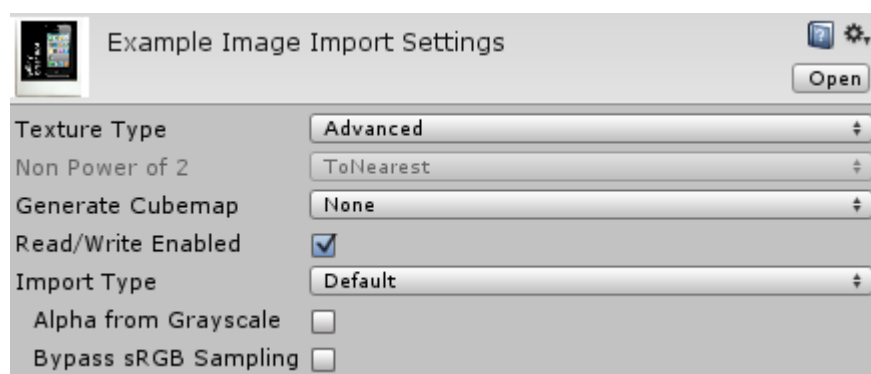 Example Image Import Settings
Open
Texture Type Advanced
Non Power of 2 ToNearest
Generate Cubemap None
Read/Write Enabled
Import Type Default
Alpha from Grayscale
Bypass sRGB Sampling